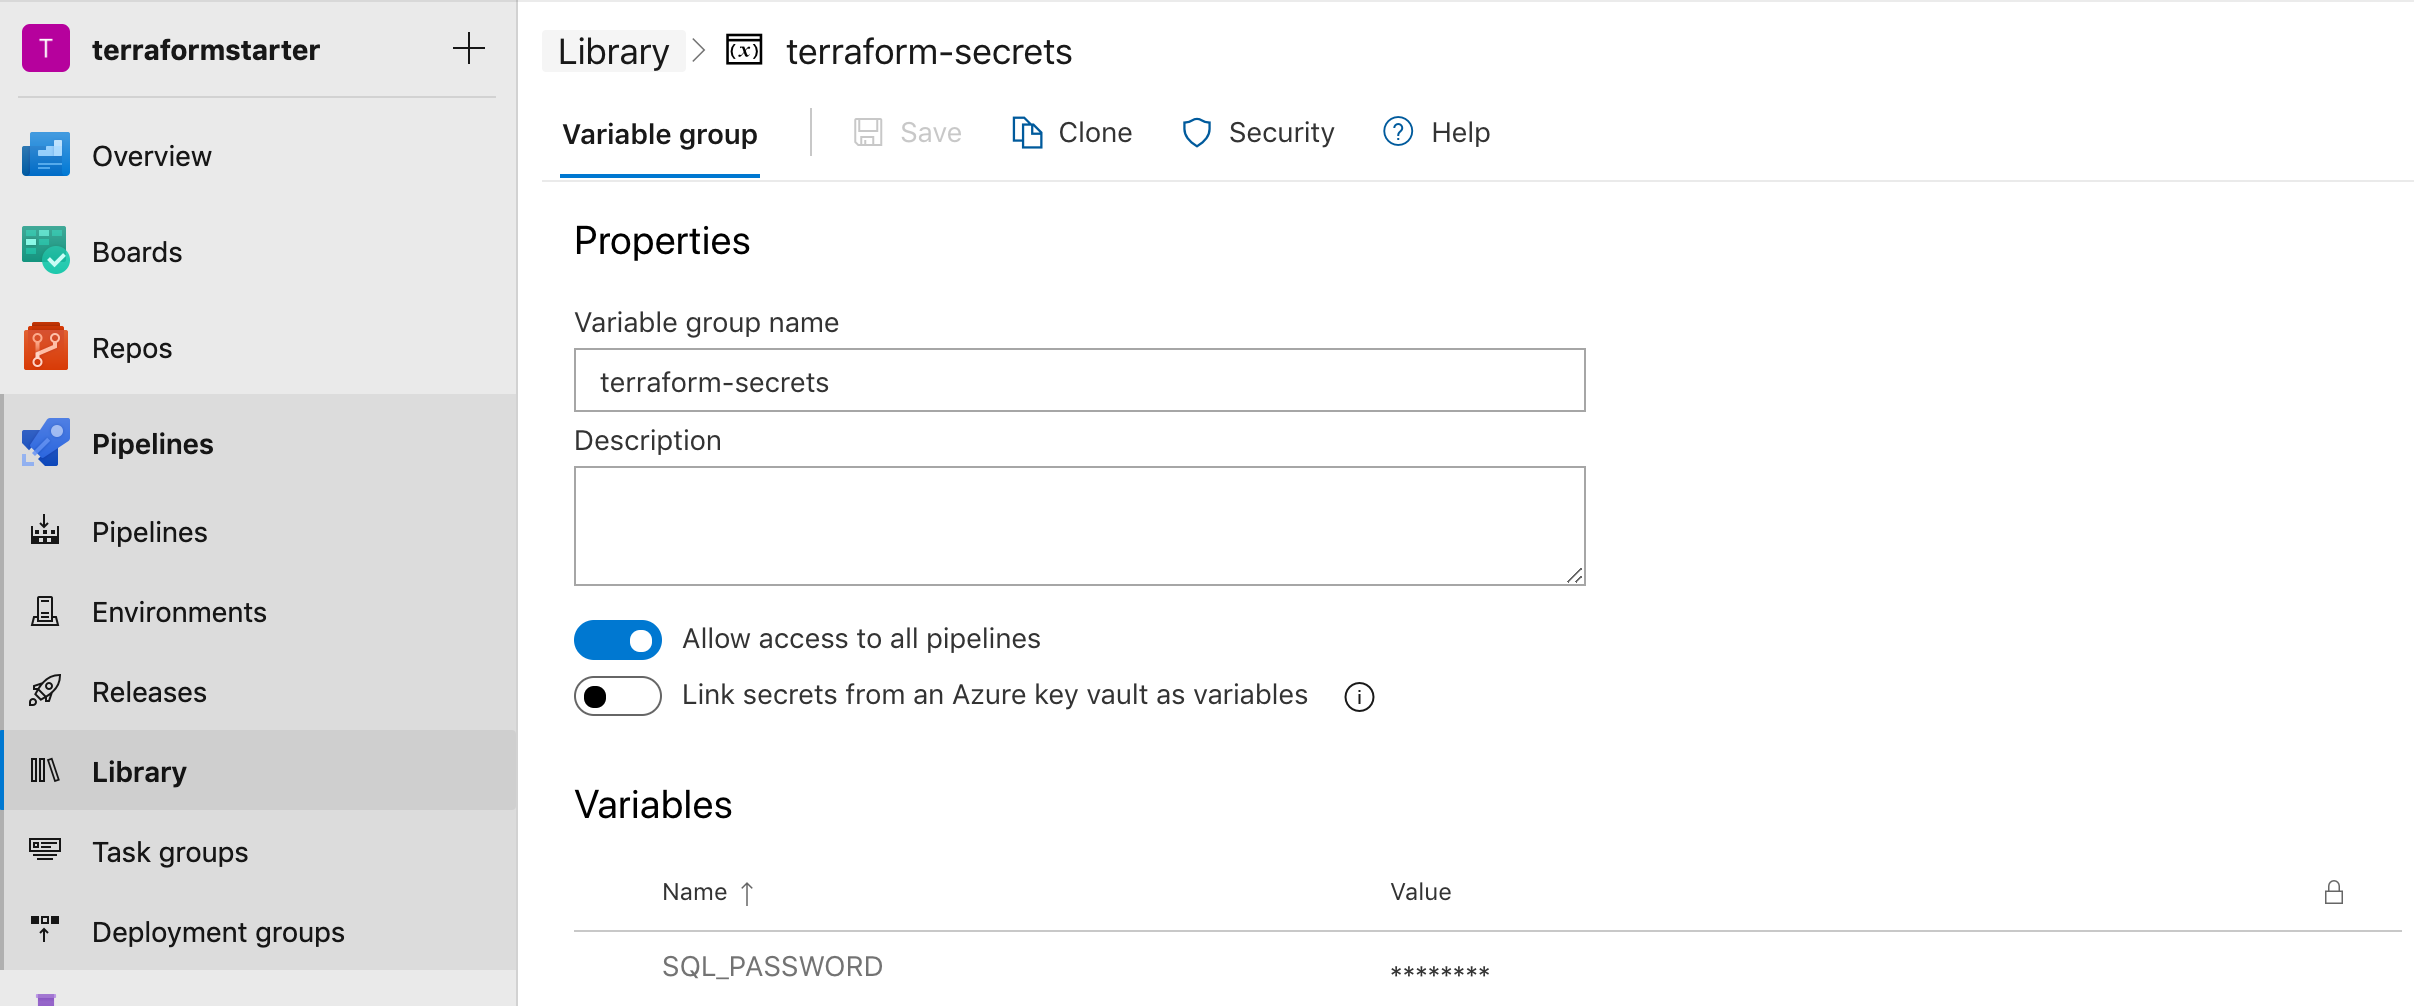 T terraformstarter
Overview
Boards
Repos
Pipelines
Pipelines
Environments
Releases
Library
Task groups
Deployment groups
Library > (x) terraform-secrets
Variable group Save Clone Security ? Help
Properties
Variable group name
terraform-secrets
Description
Allow access to all pipelines
Link secrets from an Azure key vault as variables i
Variables
Name ↑ Value
SQL_PASSWORD ********